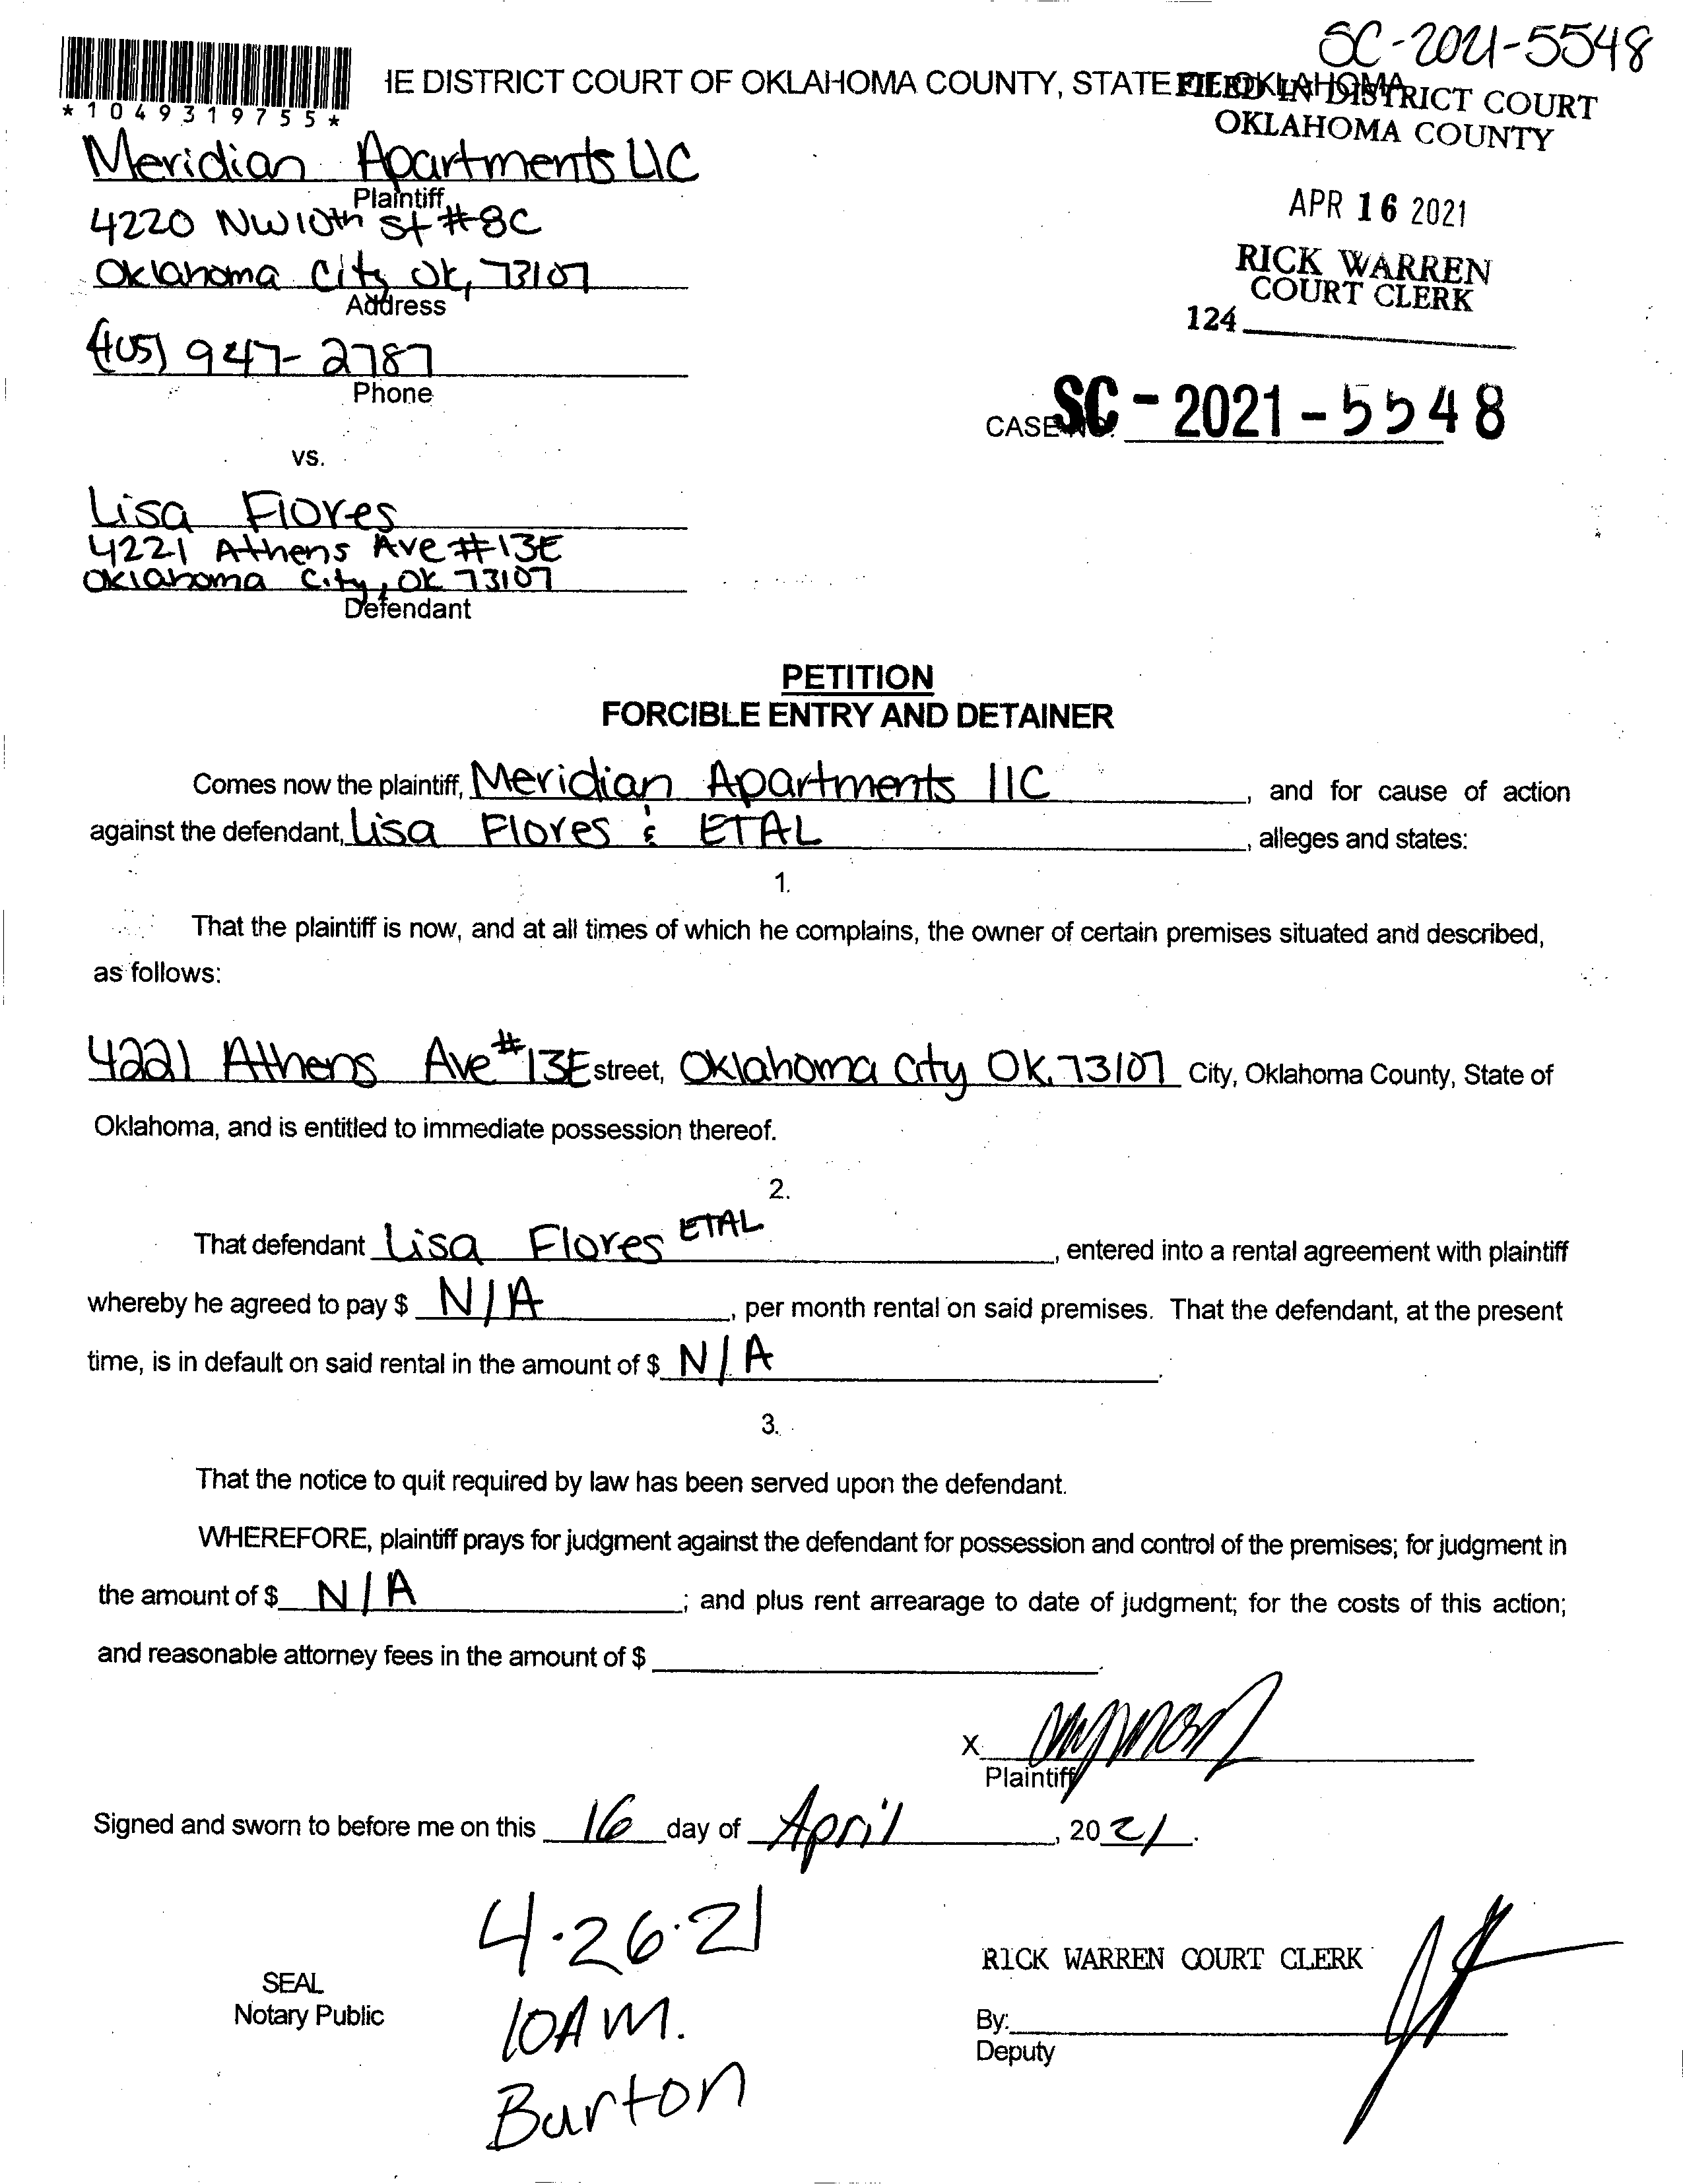 SC-2021-5548
IE DISTRICT COURT OF OKLAHOMA COUNTY, STATE OF OKLAHOMA
FILED IN DISTRICT COURT
OKLAHOMA COUNTY
*1049319755*
Meridian Apartments LLC
Plaintiff
4220 NW 10th St #8C
Oklahoma City Ok, 73107
Address
(405) 947-2787
Phone
APR 16 2021
RICK WARREN
COURT CLERK
124
CASE NO. SC-2021-5548
vs.
Lisa Flores
4221 Athens Ave #13E
Oklahoma City, OK 73107
Defendant
PETITION
FORCIBLE ENTRY AND DETAINER
Comes now the plaintiff, Meridian Apartments llC, and for cause of action
against the defendant, Lisa Flores & ETAL, alleges and states:
1.
That the plaintiff is now, and at all times of which he complains, the owner of certain premises situated and described,
as follows:
4221 Athens Ave #13E street, Oklahoma City OK, 73107 City, Oklahoma County, State of
Oklahoma, and is entitled to immediate possession thereof.
2.
That defendant Lisa Flores ETAL, entered into a rental agreement with plaintiff
whereby he agreed to pay $ N/A, per month rental on said premises. That the defendant, at the present
time, is in default on said rental in the amount of $ N/A.
3.
That the notice to quit required by law has been served upon the defendant.
WHEREFORE, plaintiff prays for judgment against the defendant for possession and control of the premises; for judgment in
the amount of $ N/A; and plus rent arrearage to date of judgment; for the costs of this action;
and reasonable attorney fees in the amount of $
X
Plaintiff
Signed and sworn to before me on this 16 day of April, 2021.
4.26.21
10AM.
Burton
SEAL
Notary Public
RICK WARREN COURT CLERK
By:
Deputy